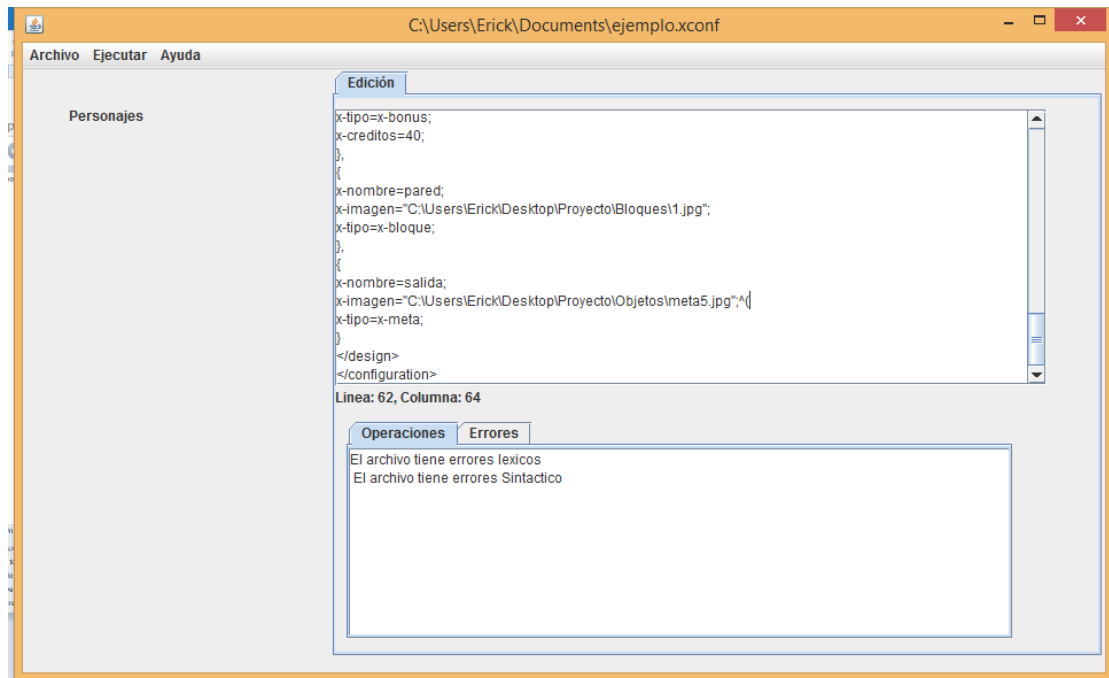 C:\Users\Erick\Documents\ejemplo.xconf
Archivo Ejecutar Ayuda
Personajes
Edición
x-tipo=x-bonus;
x-creditos=40;
},
{
x-nombre=pared;
x-imagen="C:\Users\Erick\Desktop\Proyecto\Bloques\1.jpg";
x-tipo=x-bloque;
},
{
x-nombre=salida;
x-imagen="C:\Users\Erick\Desktop\Proyecto\Objetos\meta5.jpg";^(
x-tipo=x-meta;
}
</design>
</configuration>
Linea: 62, Columna: 64
Operaciones Errores
El archivo tiene errores lexicos
El archivo tiene errores Sintactico